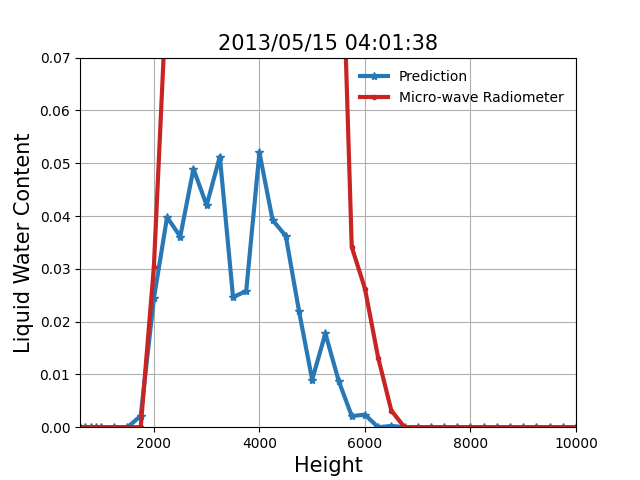 2013/05/15 04:01:38
0.07
0.06
0.05
0.04
0.03
0.02
0.01
0.00
Liquid Water Content
Prediction
Micro-wave Radiometer
2000 4000 6000 8000 10000
Height